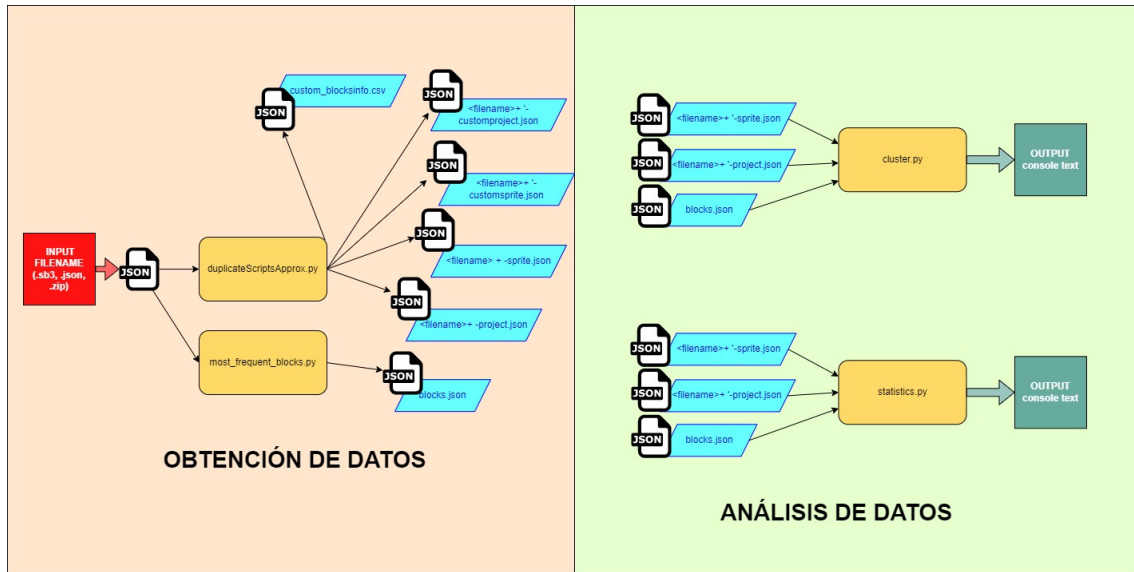 JSON
custom_blocksinfo.csv
JSON
<filename>+ '-
customproject.json
JSON
<filename>+ '-
customsprite.json
JSON
<filename> + -sprite.json
INPUT
FILENAME
(.sb3, .json,
.zip)
JSON
duplicateScriptsApprox.py
JSON
<filename>+ -project.json
most_frequent_blocks.py
JSON
blocks.json
OBTENCIÓN DE DATOS
JSON
<filename>+ '-sprite.json
JSON
<filename>+ '-project.json
JSON
blocks.json
cluster.py
OUTPUT
console text
JSON
<filename>+ '-sprite.json
JSON
<filename>+ '-project.json
JSON
blocks.json
statistics.py
OUTPUT
console text
ANÁLISIS DE DATOS